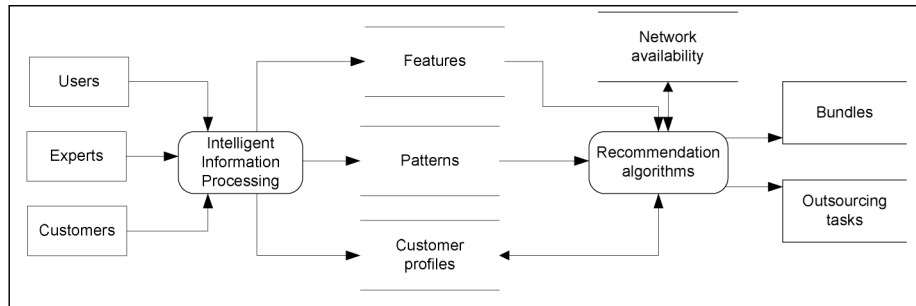 Users
Experts
Customers
Intelligent
Information
Processing
Features
Patterns
Customer
profiles
Network
availability
Recommendation
algorithms
Bundles
Outsourcing
tasks